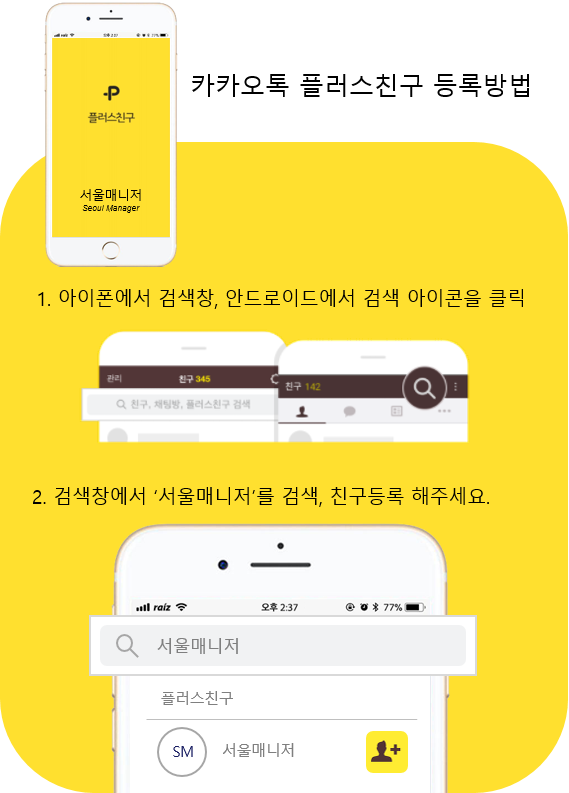 카카오톡 플러스친구 등록방법
P
플러스친구
서울매니저
Seoul Manager
1. 아이폰에서 검색창, 안드로이드에서 검색 아이콘을 클릭
관리
친구 345
친구, 채팅방, 플러스친구 검색
친구 142
2. 검색창에서 ‘서울매니저’를 검색, 친구등록 해주세요.
raiz
오후 2:37
77%
서울매니저
플러스친구
SM
서울매니저